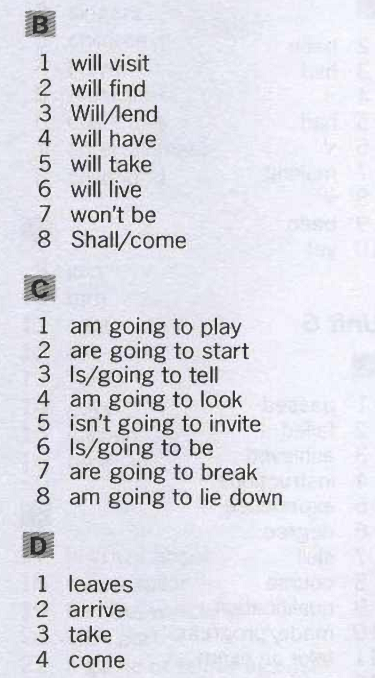 B
1 will visit
2 will find
3 Will/lend
4 will have
5 will take
6 will live
7 won't be
8 Shall/come
C
1 am going to play
2 are going to start
3 Is/going to tell
4 am going to look
5 isn't going to invite
6 Is/going to be
7 are going to break
8 am going to lie down
D
1 leaves
2 arrive
3 take
4 come